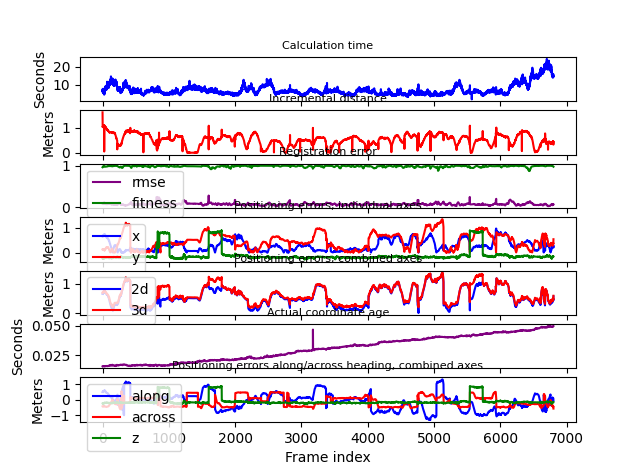 Calculation time
Seconds
20
10
Incremental distance
Meters
1
0
Registration error
1
0
rmse
fitness
Positioning errors, individual axes
Meters
1
0
x
y
Positioning errors, combined axes
Meters
1
0
2d
3d
Actual coordinate age
Seconds
0.050
0.025
Positioning errors along/across heading, combined axes
Meters
1
0
−1
along
across
z
0 1000 2000 3000 4000 5000 6000 7000
Frame index